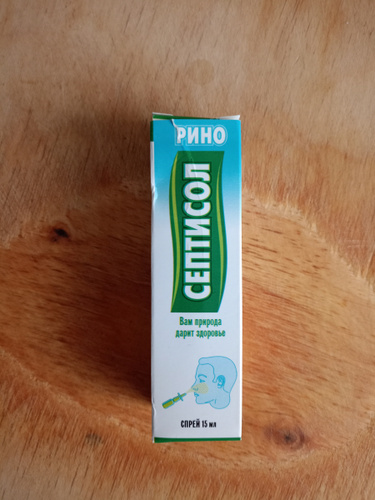 РИНО
СЕПТИСОЛ
Вам природа
дарит здоровье
СПРЕЙ 15 мл